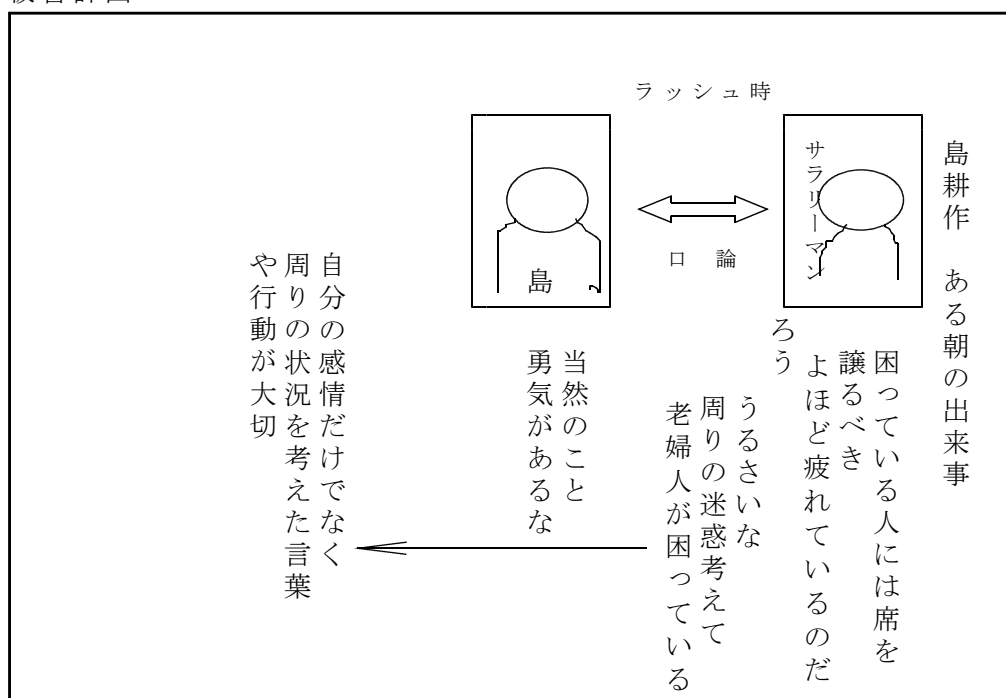 島耕作　ある朝の出来事
ラッシュ時
サラリーマン
口論
島
困っている人には席を
譲るべき
よほど疲れているのだ
ろう
うるさいな
周りの迷惑考えて
老婦人が困っている
当然のこと
勇気があるな
自分の感情だけでなく
周りの状況を考えた言葉
や行動が大切